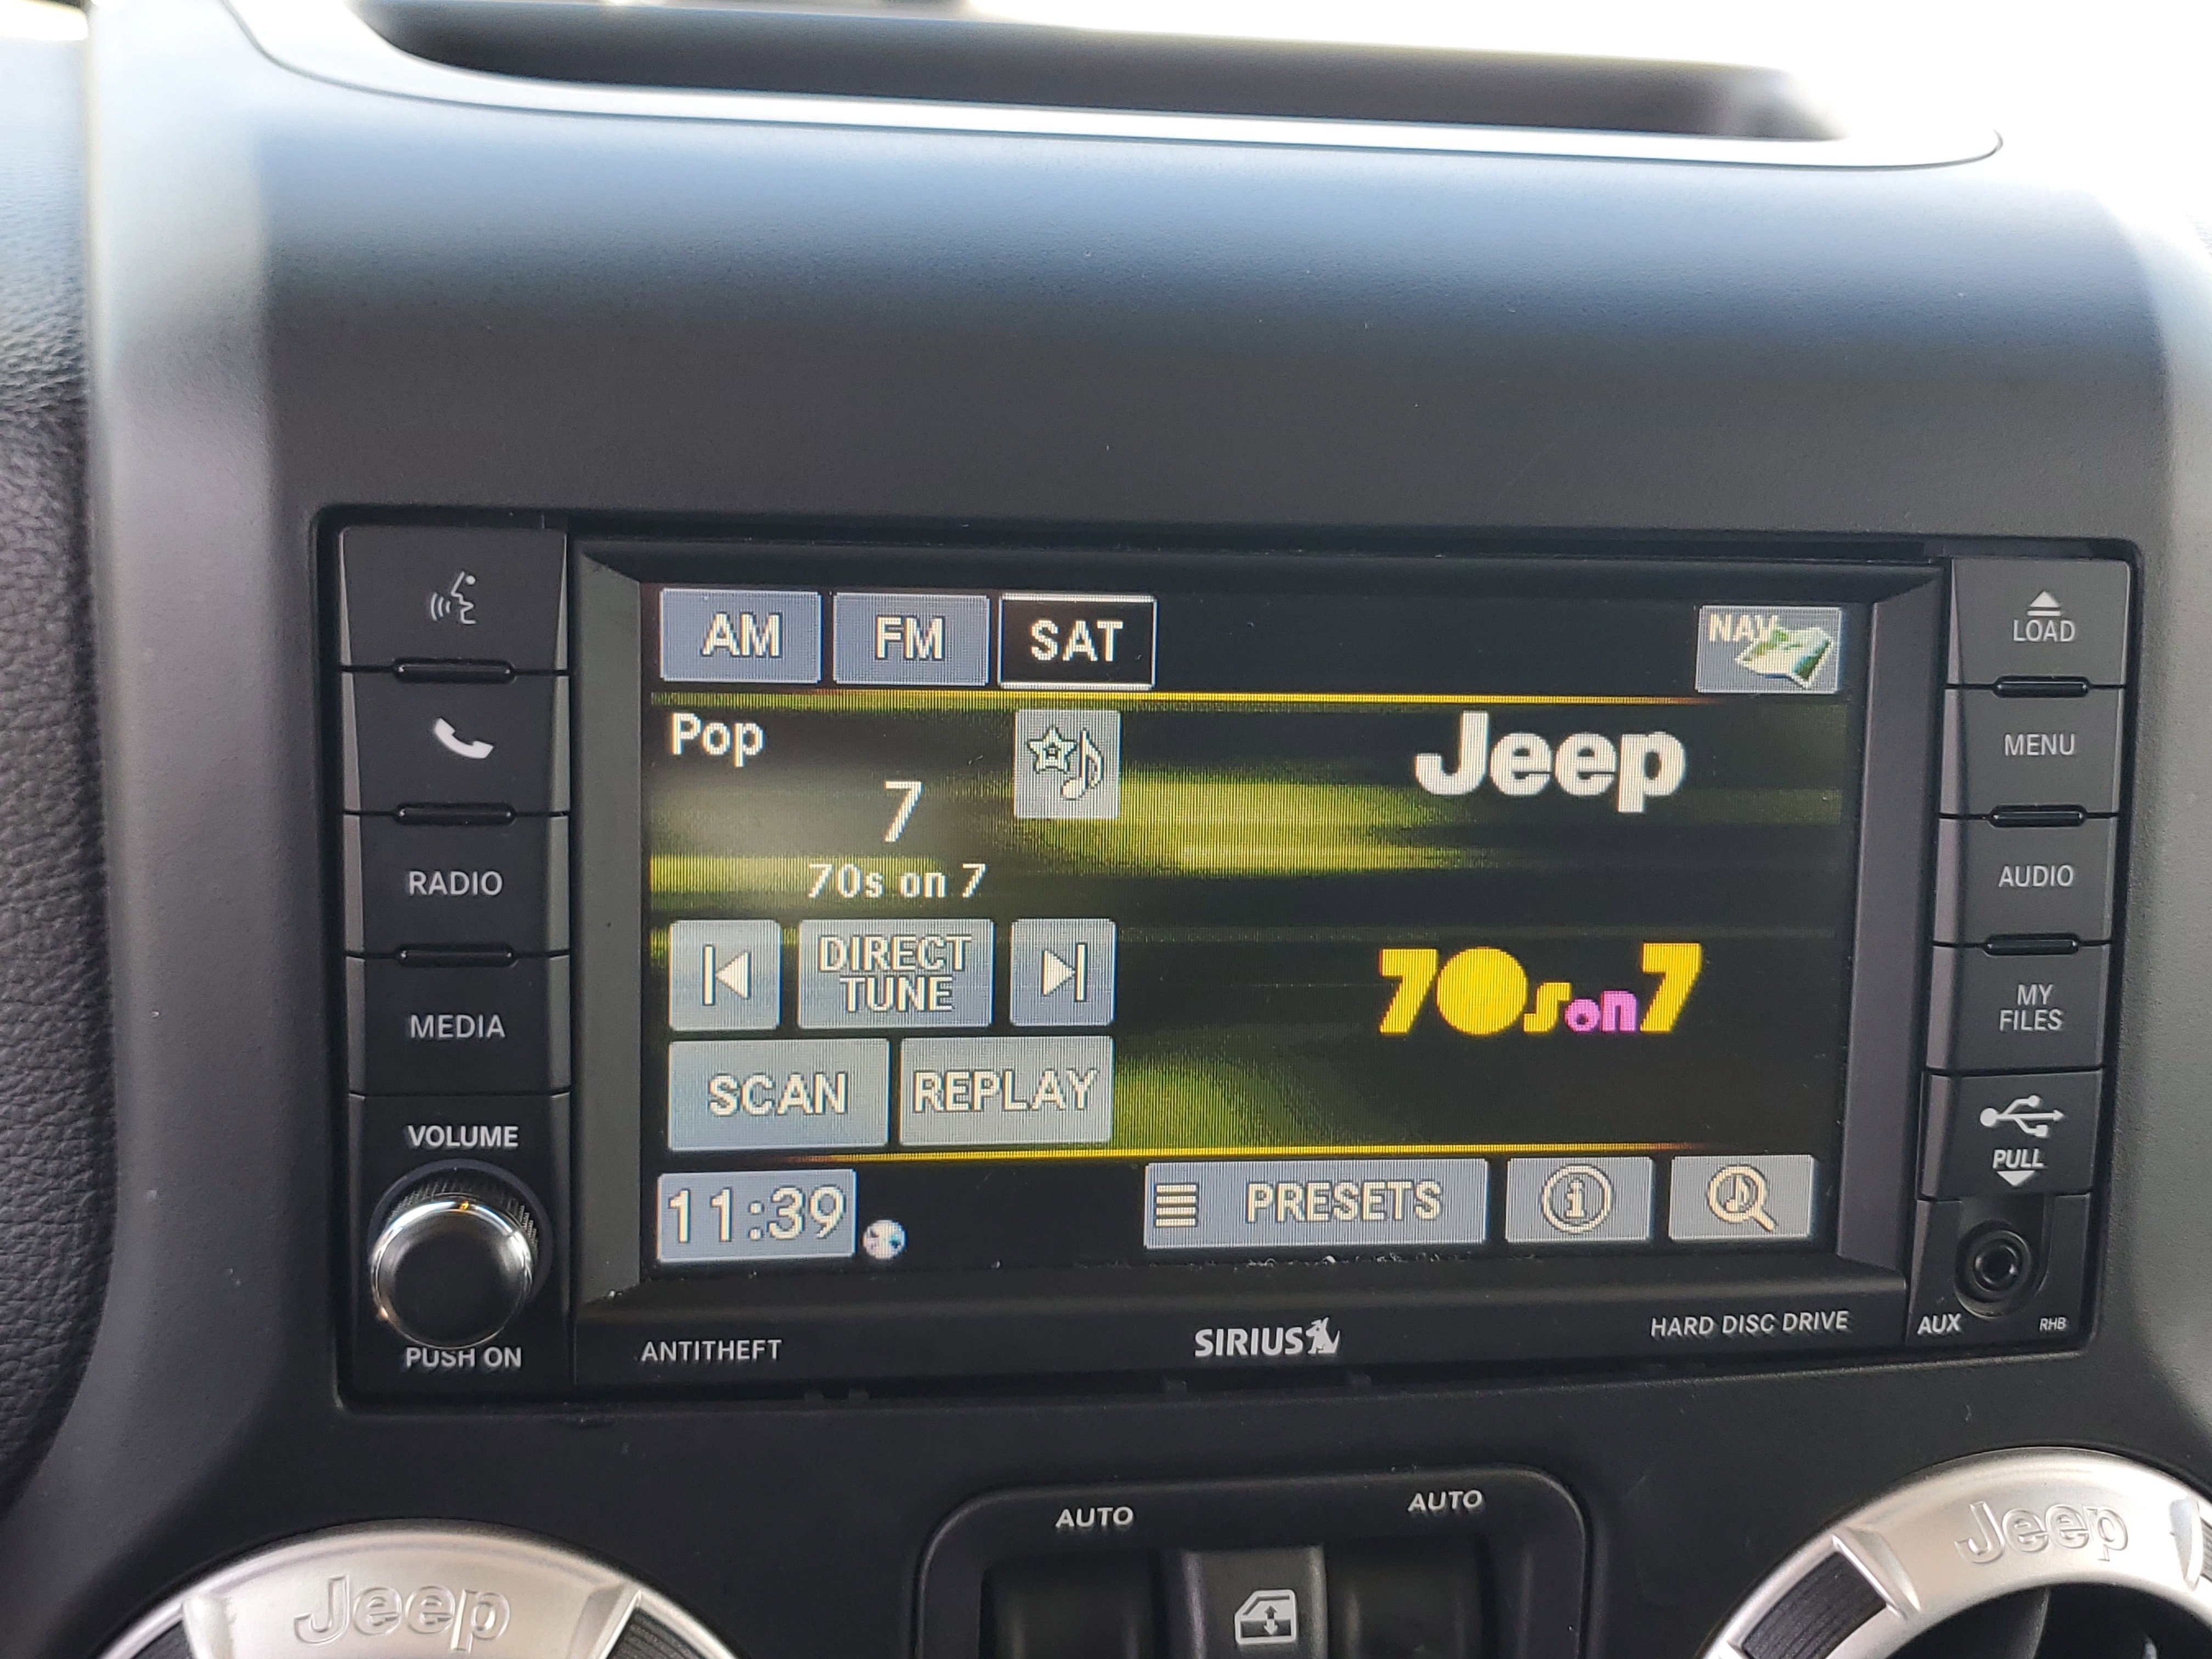 AM FM SAT NAV
LOAD
Pop
Jeep
MENU
7
70s on 7
RADIO
AUDIO
DIRECT
TUNE
70s on 7
MY
FILES
MEDIA
SCAN REPLAY
VOLUME
PULL
11:39 PRESETS
PUSH ON
ANTITHEFT
SIRIUS
HARD DISC DRIVE
AUX
RHB
AUTO AUTO
Jeep
Jeep